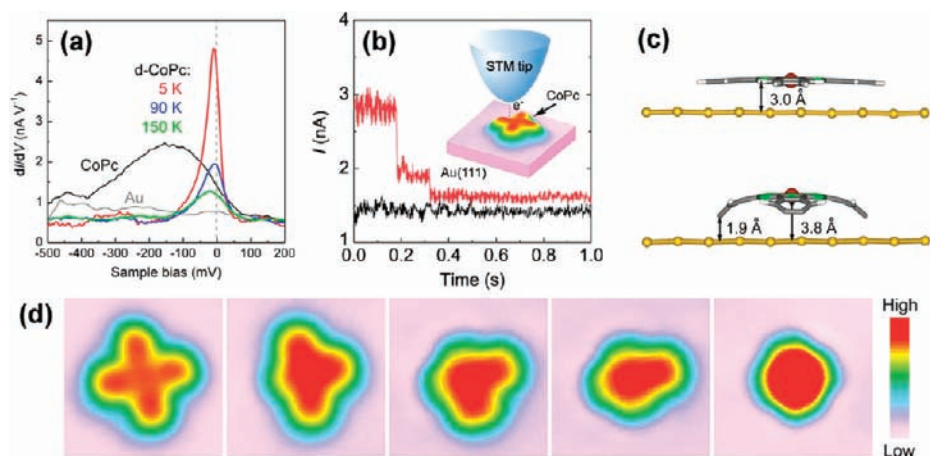 (a)
d-CoPc:
5 K
90 K
150 K
CoPc
Au
dI/dV (nA V⁻¹)
5
4
3
2
1
0
-500 -400 -300 -200 -100 0 100 200
Sample bias (mV)
(b)
STM tip
e⁻
CoPc
Au(111)
I (nA)
4
3
2
1
0.0 0.2 0.4 0.6 0.8 1.0
Time (s)
(c)
3.0 Å
1.9 Å
3.8 Å
(d)
High
Low